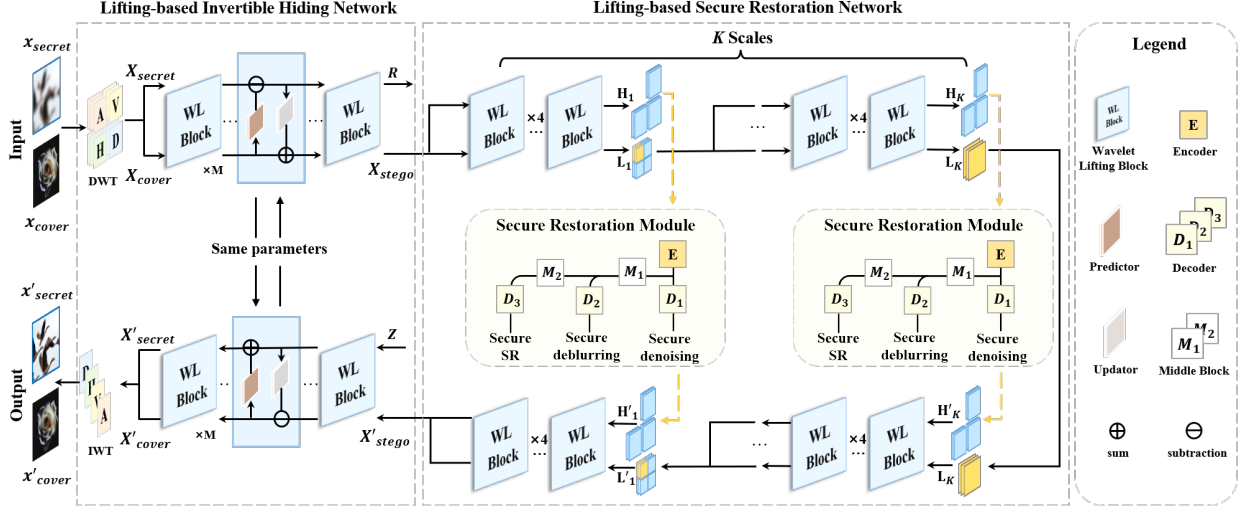 Lifting-based Invertible Hiding Network
Lifting-based Secure Restoration Network
x_secret
Input
x_cover
A V
H D
DWT
X_secret
X_cover
WL Block
...
×M
WL Block
R
X_stego
Same parameters
x'_secret
Output
x'_cover
V
A
IWT
X'_secret
X'_cover
WL Block
...
×M
WL Block
Z
X'_stego
K Scales
WL Block
×4
...
WL Block
H_1
L_1
...
...
WL Block
×4
...
WL Block
H_K
L_K
Secure Restoration Module
E
M_2
M_1
D_3
D_2
D_1
Secure SR
Secure deblurring
Secure denoising
Secure Restoration Module
E
M_2
M_1
D_3
D_2
D_1
Secure SR
Secure deblurring
Secure denoising
WL Block
×4
...
WL Block
H'_1
L'_1
...
...
WL Block
×4
...
WL Block
H'_K
L_K
Legend
WL Block
Wavelet
Lifting Block
E
Encoder
Predictor
D_3
D_2
D_1
Decoder
Updator
M_2
M_1
Middle Block
sum
subtraction